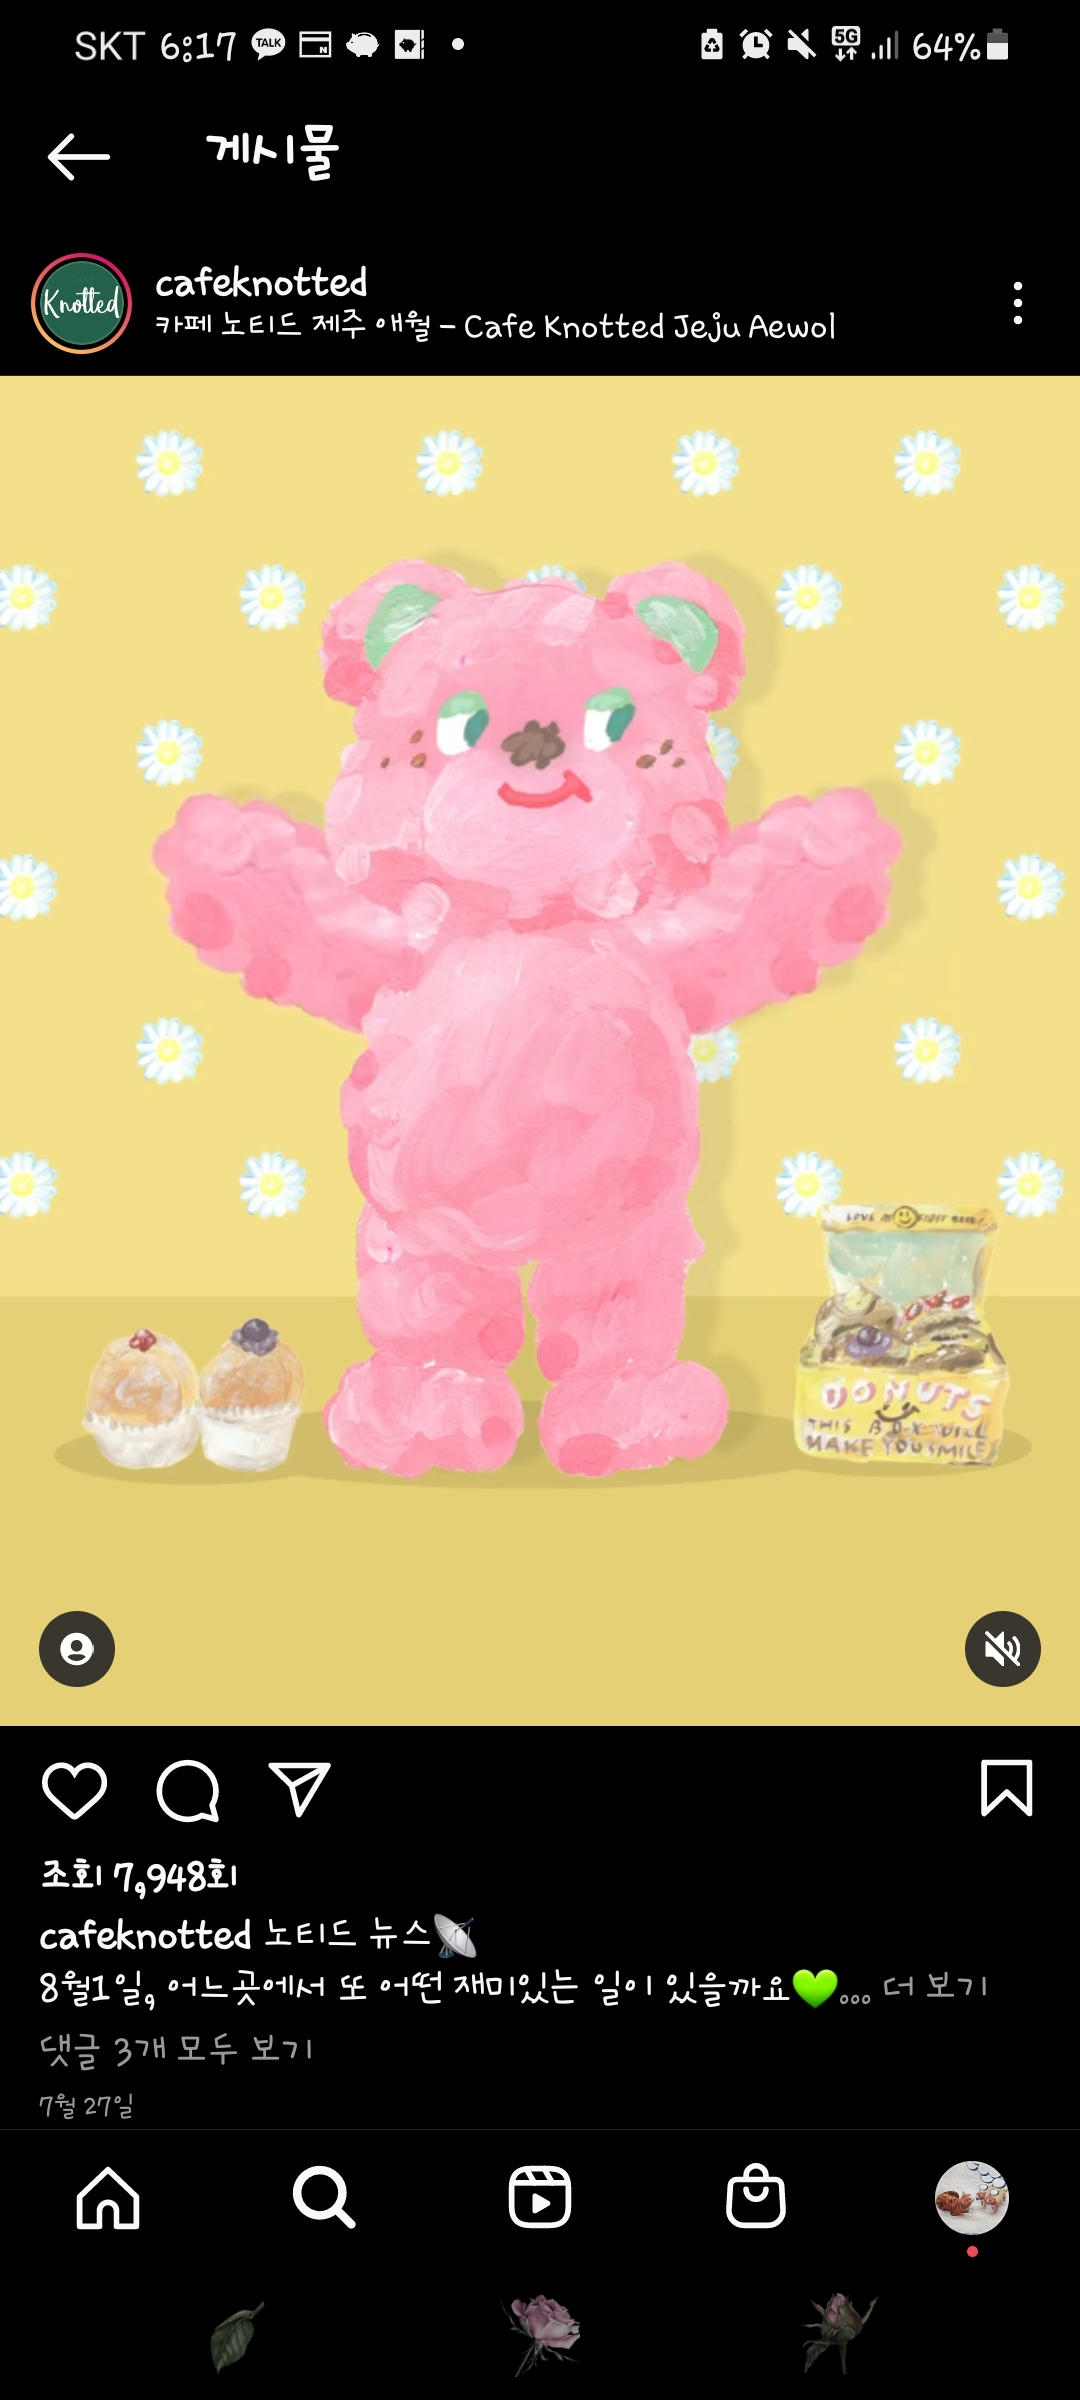 SKT 6:17 TALK N 5G 64%
게시물
Knotted
cafeknotted
카페 노티드 제주 애월 - Cafe Knotted Jeju Aewol
DONUTS
THIS BOX WILL
MAKE YOU SMILE
조회 7,948회
cafeknotted 노티드 뉴스📡
8월1일, 어느곳에서 또 어떤 재미있는 일이 있을까요💚... 더 보기
댓글 3개 모두 보기
7월 27일